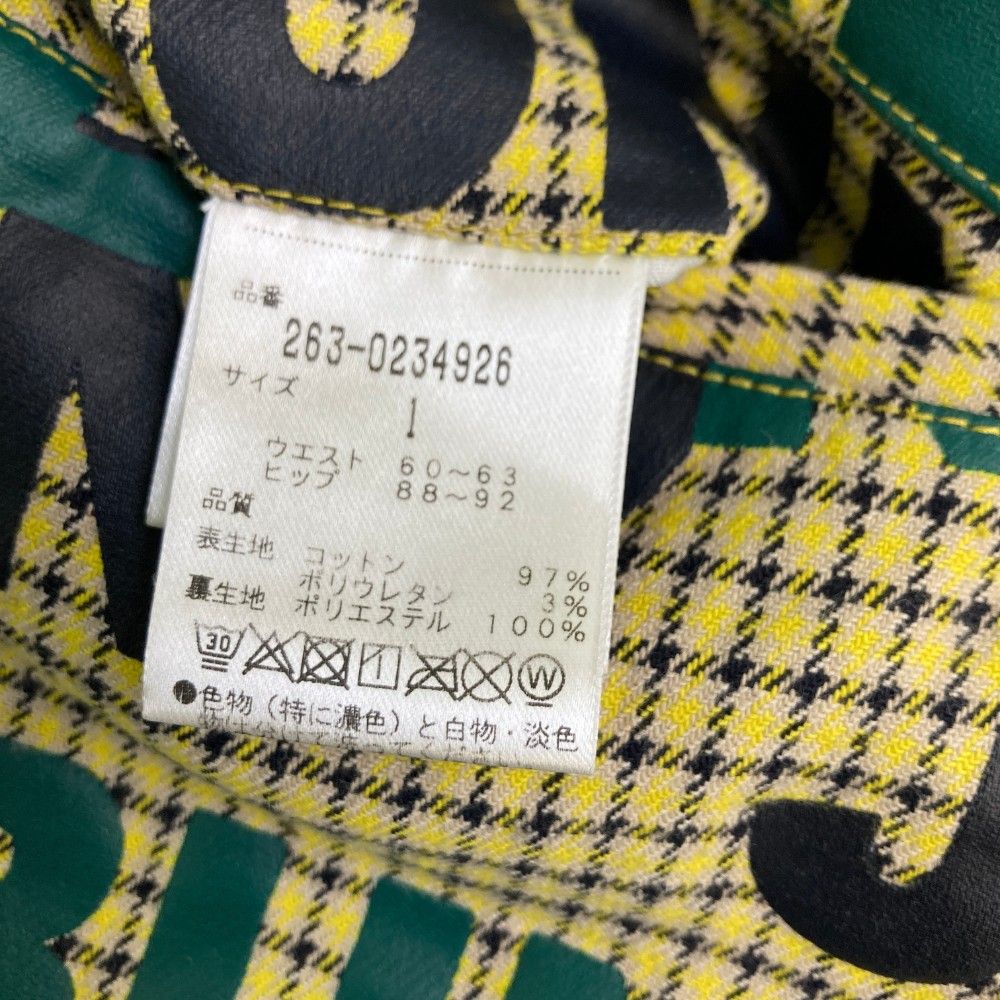 品番
263-0234926
サイズ
1
ウエスト 60〜63
ヒップ 88〜92
品質
表生地 コットン 97%
ポリウレタン 3%
裏生地 ポリエステル 100%
30 W
色物(特に濃色)と白物・淡色